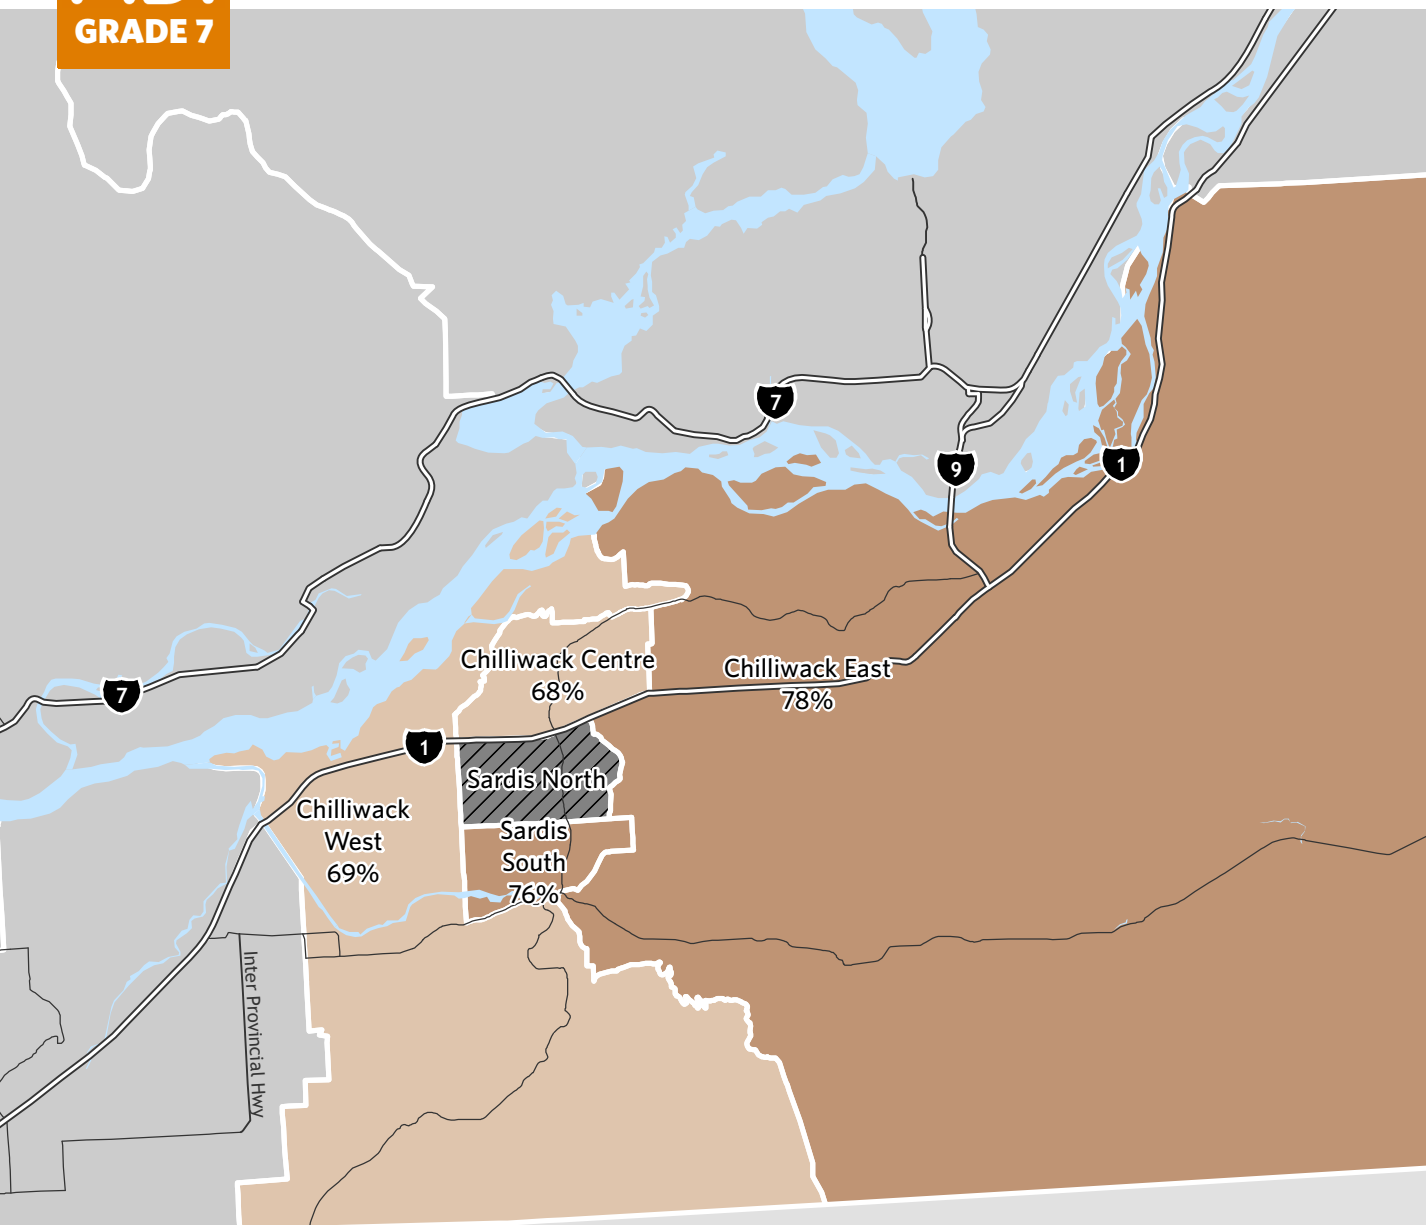 GRADE 7
7
9
1
Chilliwack Centre
68%
Chilliwack East
78%
7
1
Sardis North
Chilliwack
West
69%
Sardis
South
76%
Inter Provincial Hwy